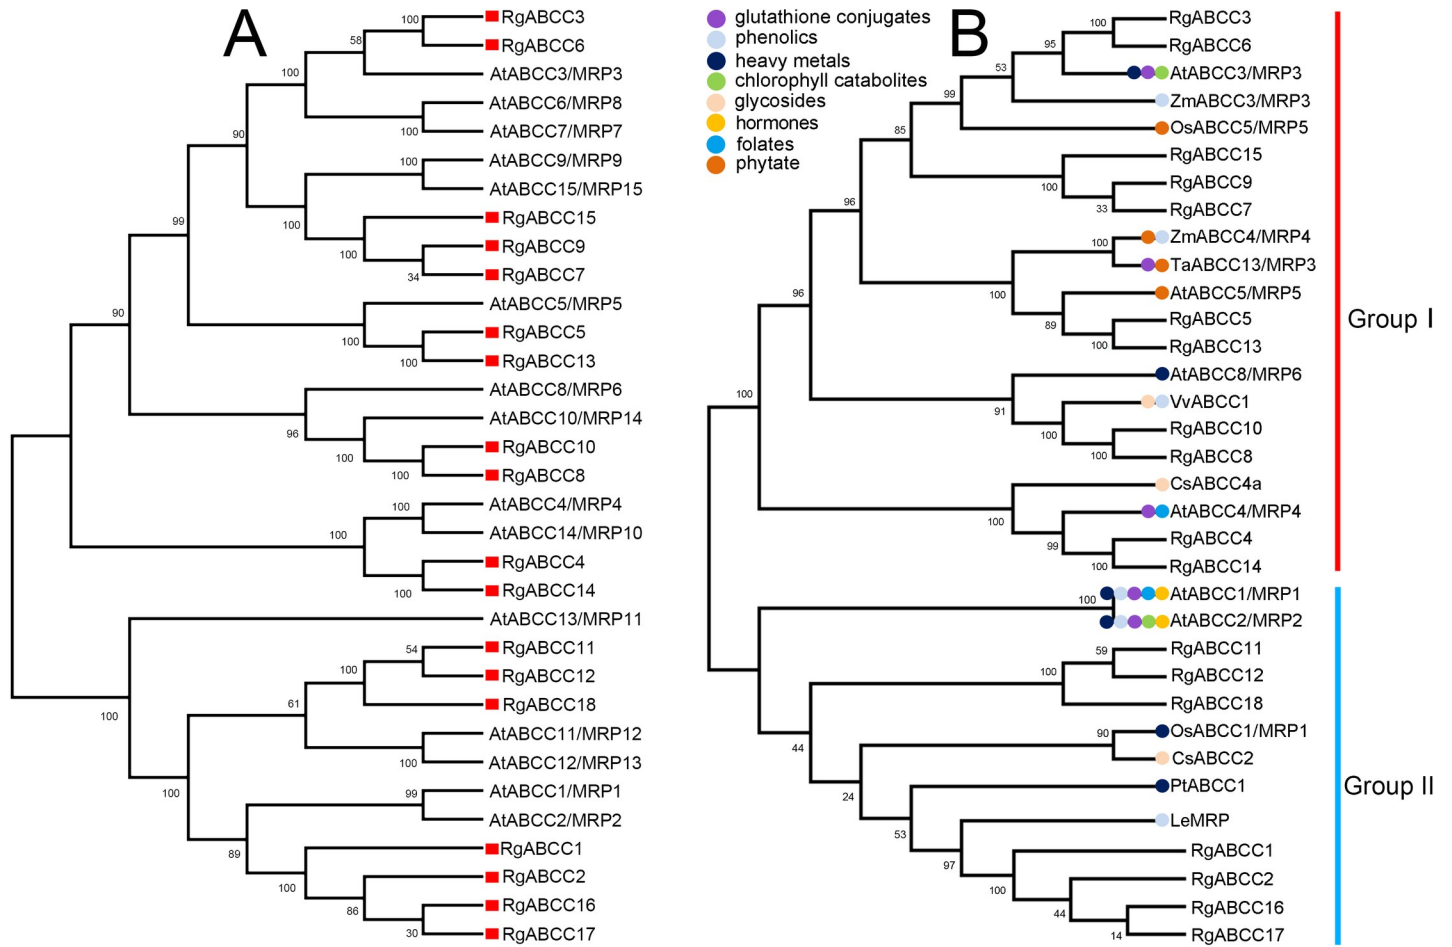 A
100
RgABCC3
RgABCC6
58
AtABCC3/MRP3
100
AtABCC6/MRP8
100
AtABCC7/MRP7
90
100
AtABCC9/MRP9
AtABCC15/MRP15
100
RgABCC15
100
RgABCC9
34
RgABCC7
99
AtABCC5/MRP5
100
RgABCC5
100
RgABCC13
90
AtABCC8/MRP6
96
AtABCC10/MRP14
100
RgABCC10
100
RgABCC8
100
AtABCC4/MRP4
AtABCC14/MRP10
100
RgABCC4
100
RgABCC14
AtABCC13/MRP11
100
54
RgABCC11
RgABCC12
100
RgABCC18
61
AtABCC11/MRP12
100
AtABCC12/MRP13
100
99
AtABCC1/MRP1
AtABCC2/MRP2
89
RgABCC1
100
RgABCC2
86
RgABCC16
30
RgABCC17
glutathione conjugates
phenolics
heavy metals
chlorophyll catabolites
glycosides
hormones
folates
phytate
B
100
RgABCC3
RgABCC6
95
AtABCC3/MRP3
53
ZmABCC3/MRP3
99
OsABCC5/MRP5
85
RgABCC15
100
RgABCC9
33
RgABCC7
96
100
ZmABCC4/MRP4
TaABCC13/MRP3
100
AtABCC5/MRP5
89
RgABCC5
100
RgABCC13
96
AtABCC8/MRP6
91
VvABCC1
100
RgABCC10
100
RgABCC8
100
CsABCC4a
100
AtABCC4/MRP4
99
RgABCC4
100
RgABCC14
Group I
100
AtABCC1/MRP1
AtABCC2/MRP2
59
RgABCC11
RgABCC12
100
RgABCC18
44
90
OsABCC1/MRP1
CsABCC2
24
PtABCC1
53
LeMRP
97
RgABCC1
100
RgABCC2
44
RgABCC16
14
RgABCC17
Group II